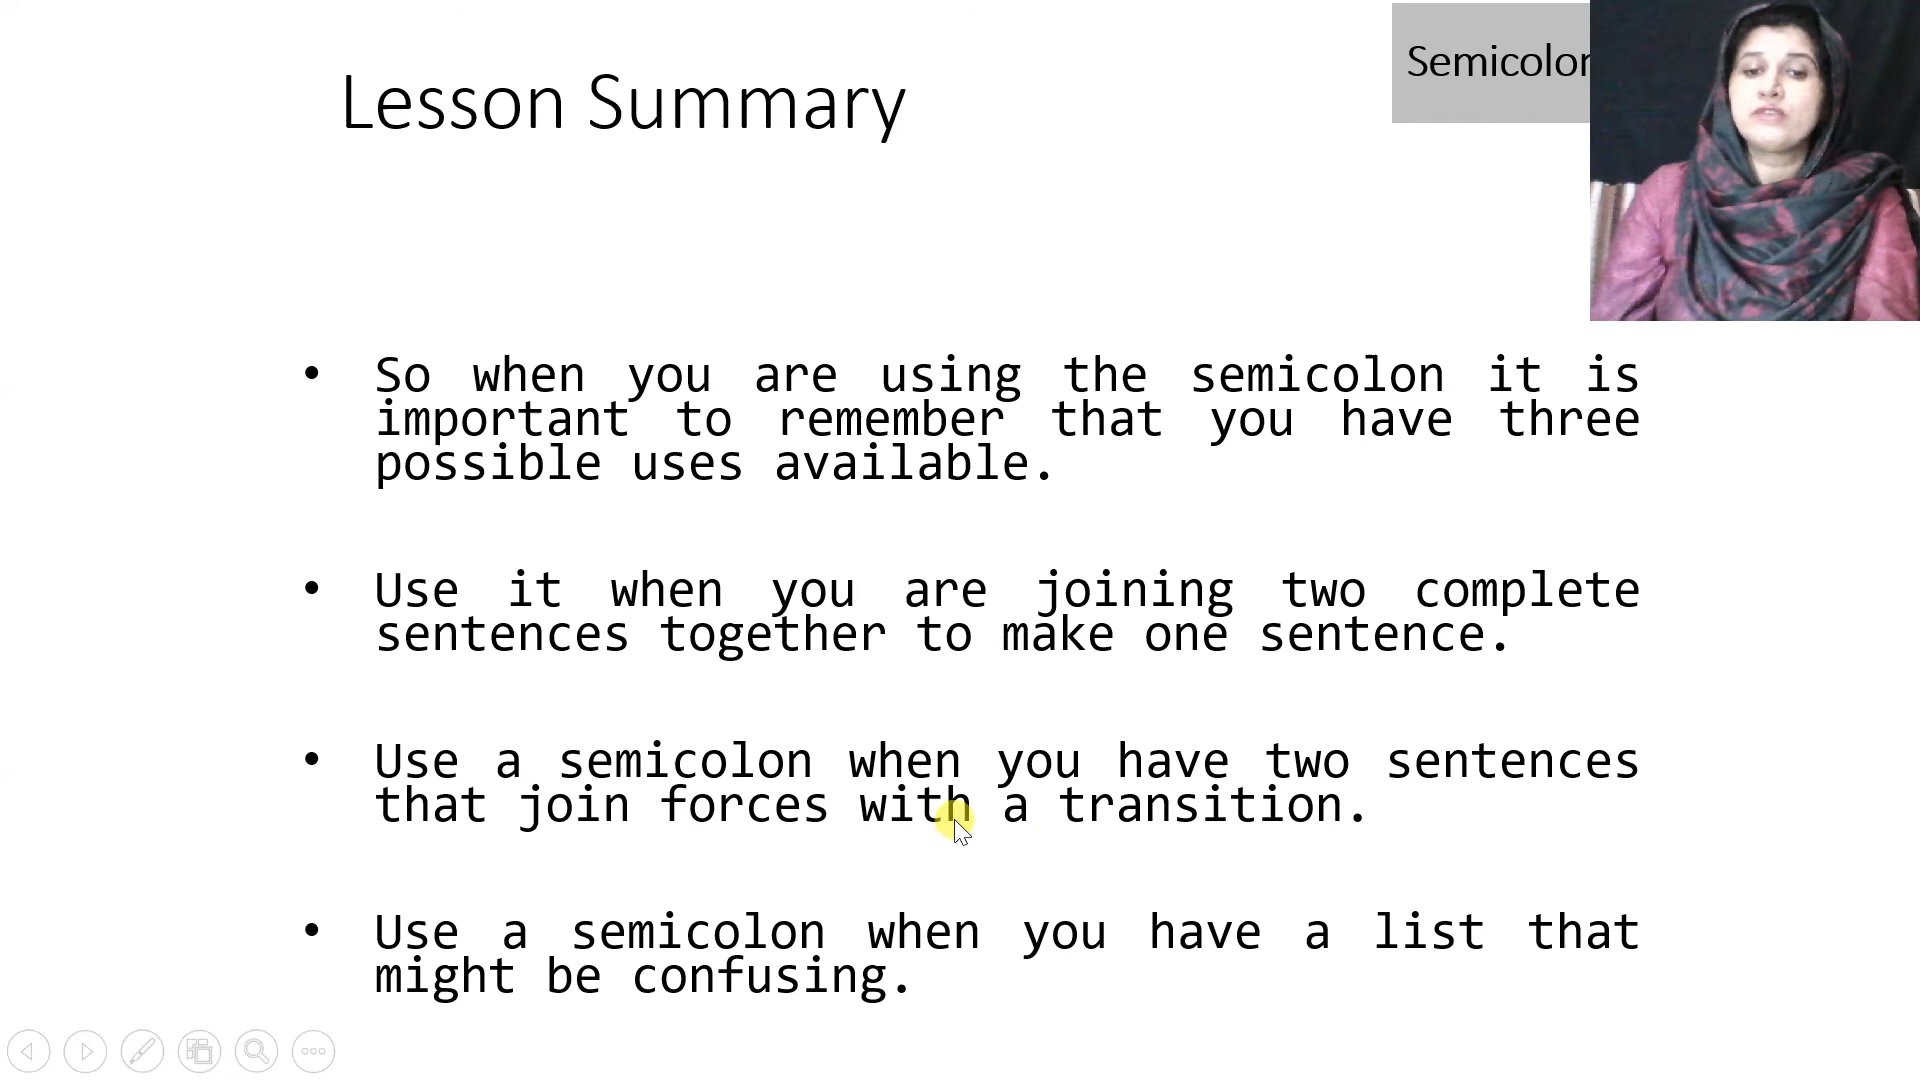 Semicolon
Lesson Summary
• So when you are using the semicolon it is
important to remember that you have three
possible uses available.
• Use it when you are joining two complete
sentences together to make one sentence.
• Use a semicolon when you have two sentences
that join forces with a transition.
• Use a semicolon when you have a list that
might be confusing.